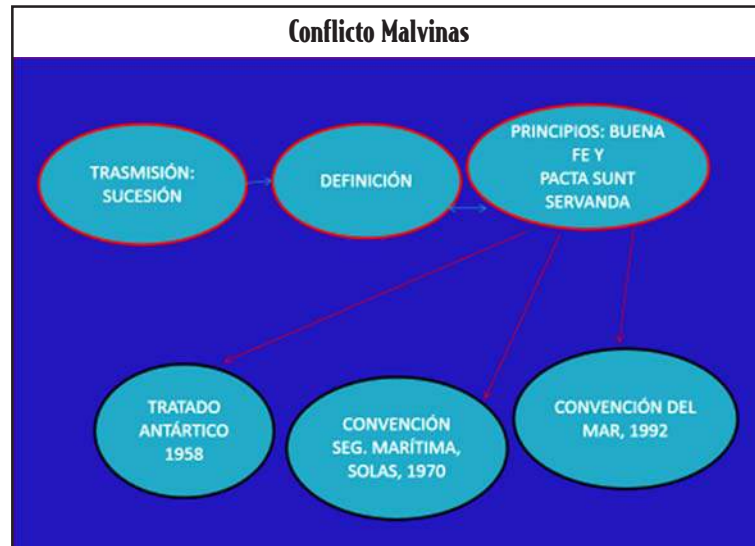 Conflicto Malvinas
TRASMISIÓN:
SUCESIÓN
DEFINICIÓN
PRINCIPIOS: BUENA
FE Y
PACTA SUNT
SERVANDA
TRATADO
ANTÁRTICO
1958
CONVENCIÓN
SEG. MARÍTIMA,
SOLAS, 1970
CONVENCIÓN DEL
MAR, 1992